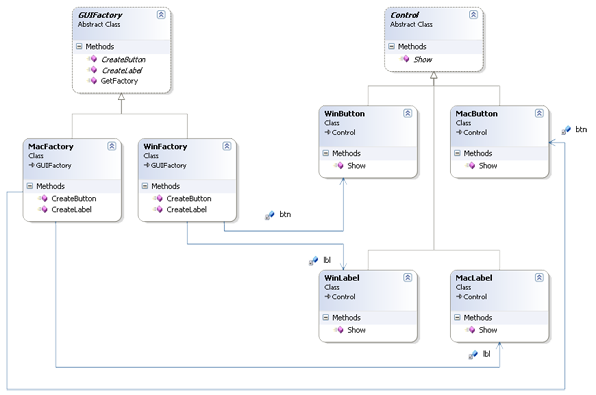 GUIFactory
Abstract Class
Methods
CreateButton
CreateLabel
GetFactory
Control
Abstract Class
Methods
Show
MacFactory
Class
GUIFactory
Methods
CreateButton
CreateLabel
WinFactory
Class
GUIFactory
Methods
CreateButton
CreateLabel
WinButton
Class
Control
Methods
Show
MacButton
Class
Control
Methods
Show
btn
btn
lbl
WinLabel
Class
Control
Methods
Show
MacLabel
Class
Control
Methods
Show
lbl